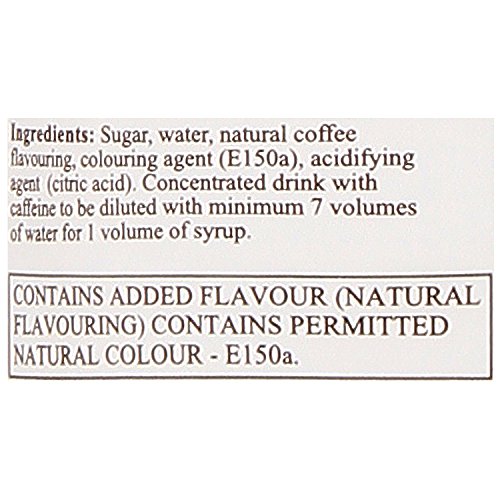 Ingredients: Sugar, water, natural coffee
flavouring, colouring agent (E150a), acidifying
agent (citric acid). Concentrated drink with
caffeine to be diluted with minimum 7 volumes
of water for 1 volume of syrup.
CONTAINS ADDED FLAVOUR (NATURAL
FLAVOURING) CONTAINS PERMITTED
NATURAL COLOUR - E150a.